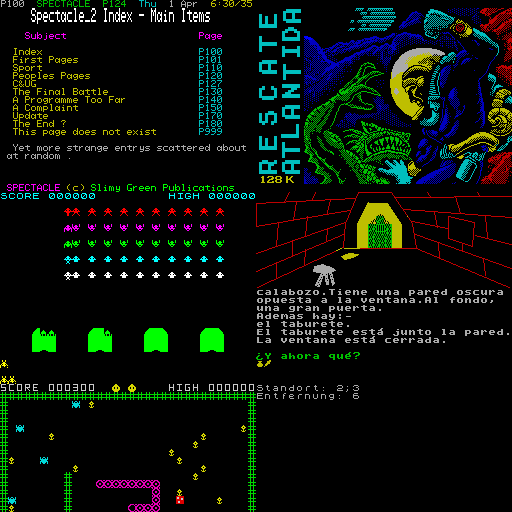 P100 SPECTACLE P124 Thu 1 Apr 6:30/35
Spectacle_2 Index - Main Items
Subject Page
Index P100
First Pages P101
Sport P110
Peoples Pages P120
C&UG P127
The Final Battle P130
A Programme Too Far P140
A Complaint P150
Update P170
The End ? P180
This page does not exist P999
Yet more strange entrys scattered about
at random .
SPECTACLE (c) Slimy Green Publications
RESCATE
ATLANTIDA
128K
SCORE 000000 HIGH 000000
calabozo.Tiene una pared oscura
opuesta a la ventana.Al fondo,
una gran puerta.
Ademas hay:-
el taburete.
El taburete está junto la pared.
La ventana está cerrada.
¿Y ahora qué?
SCORE 000300 HIGH 000000
Standort: 2;3
Entfernung: 6